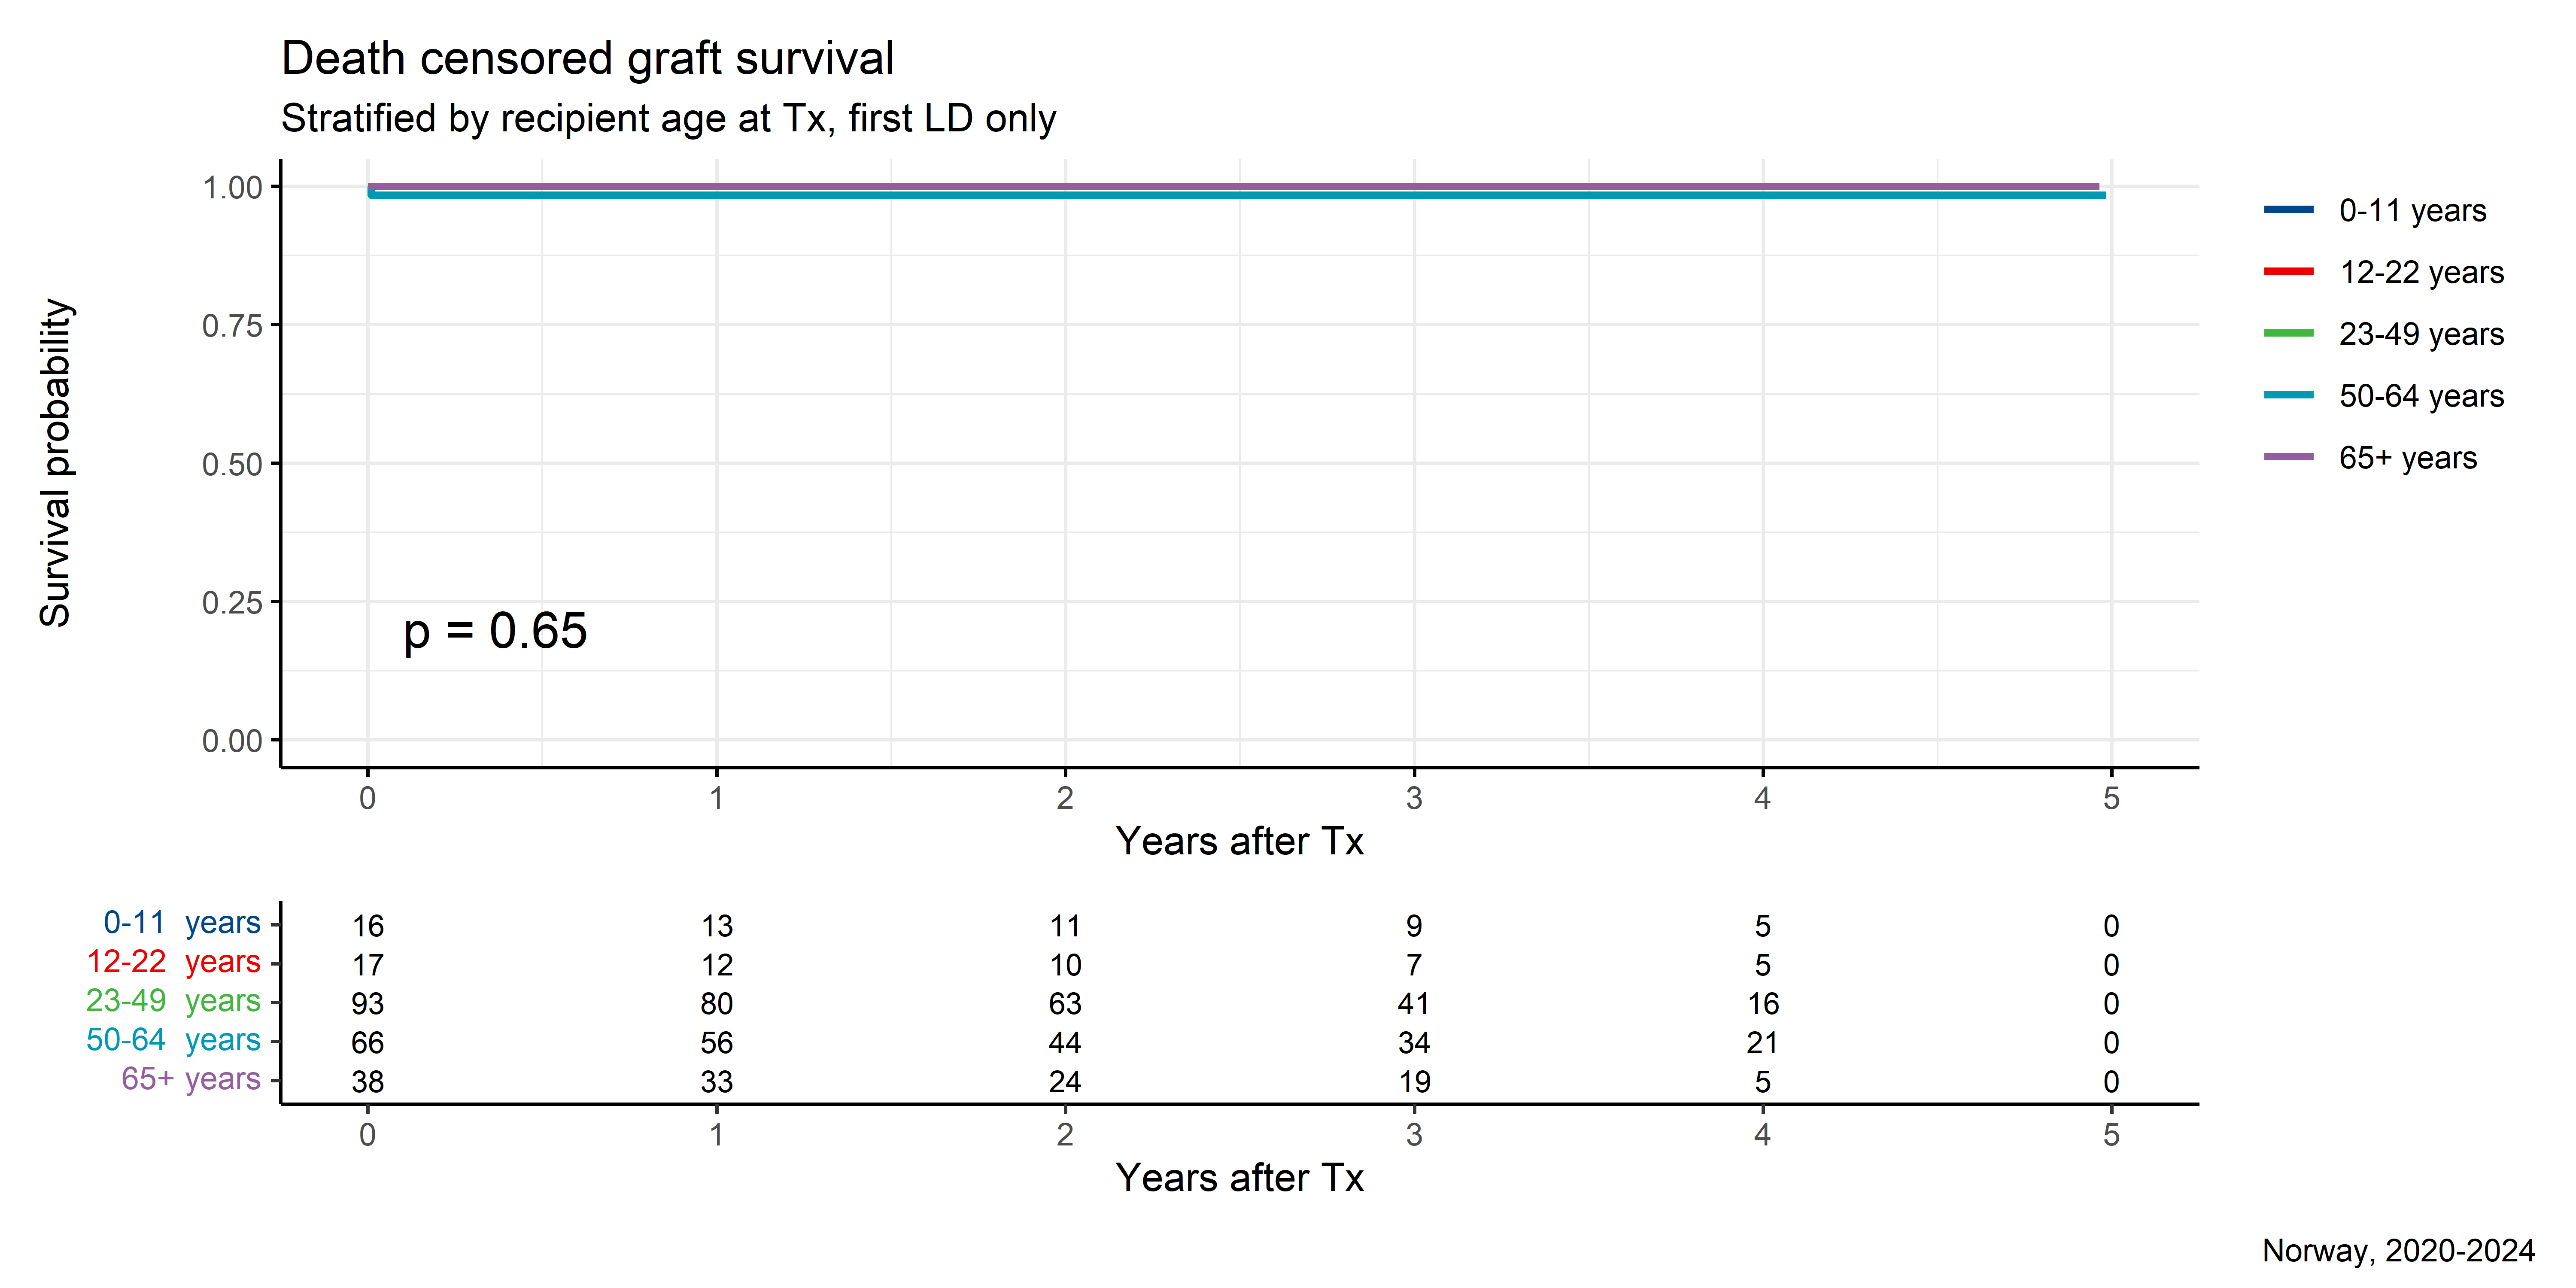 Death censored graft survival
Stratified by recipient age at Tx, first LD only
Survival probability
1.00
0.75
0.50
0.25
0.00
p = 0.65
0 1 2 3 4 5
Years after Tx
0-11 years
12-22 years
23-49 years
50-64 years
65+ years
0-11 years 16 13 11 9 5 0
12-22 years 17 12 10 7 5 0
23-49 years 93 80 63 41 16 0
50-64 years 66 56 44 34 21 0
65+ years 38 33 24 19 5 0
0 1 2 3 4 5
Years after Tx
Norway, 2020-2024